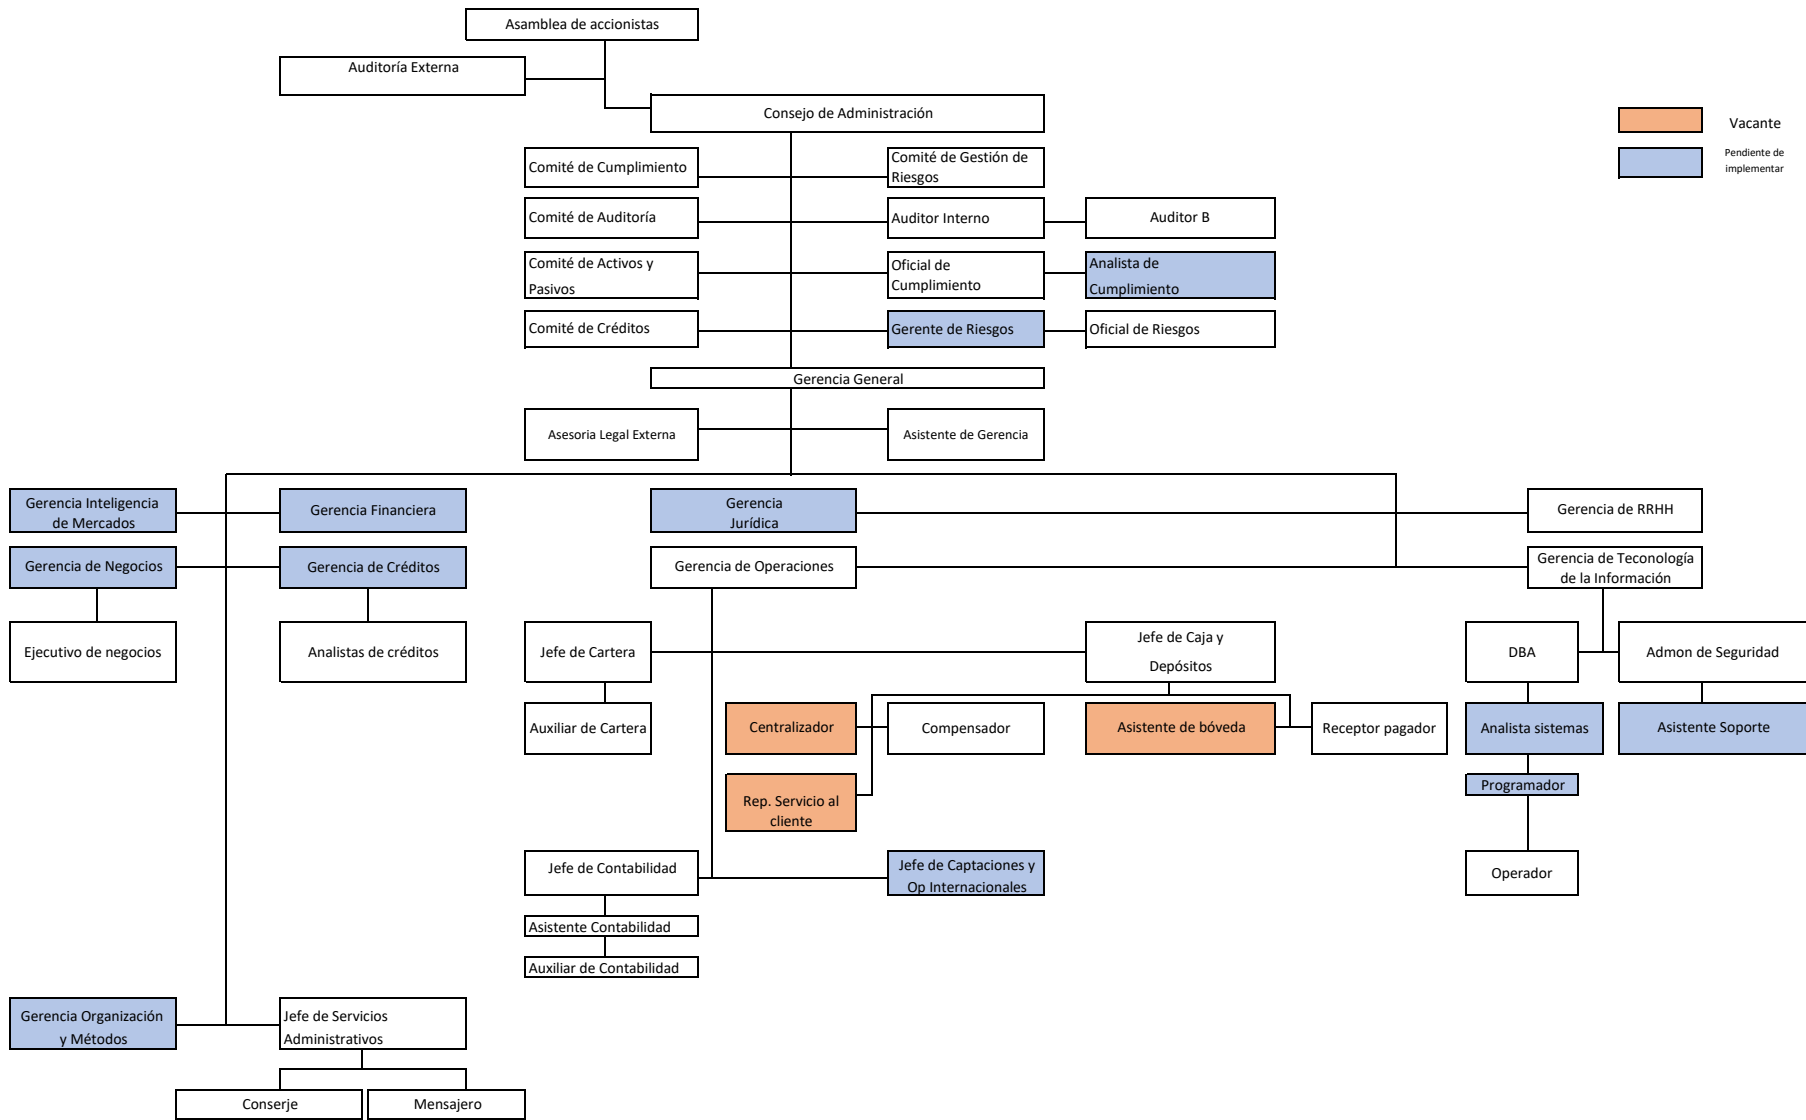 Asamblea de accionistas
Auditoría Externa
Consejo de Administración
Vacante
Pendiente de
implementar
Comité de Cumplimiento
Comité de Gestión de
Riesgos
Comité de Auditoría
Auditor Interno
Auditor B
Comité de Activos y
Pasivos
Oficial de
Cumplimiento
Analista de
Cumplimiento
Comité de Créditos
Gerente de Riesgos
Oficial de Riesgos
Gerencia General
Asesoria Legal Externa
Asistente de Gerencia
Gerencia Inteligencia
de Mercados
Gerencia Financiera
Gerencia
Jurídica
Gerencia de RRHH
Gerencia de Negocios
Gerencia de Créditos
Gerencia de Operaciones
Gerencia de Teconología
de la Información
Ejecutivo de negocios
Analistas de créditos
Jefe de Cartera
Jefe de Caja y
Depósitos
DBA
Admon de Seguridad
Auxiliar de Cartera
Centralizador
Compensador
Asistente de bóveda
Receptor pagador
Analista sistemas
Asistente Soporte
Rep. Servicio al
cliente
Programador
Jefe de Contabilidad
Jefe de Captaciones y
Op Internacionales
Operador
Asistente Contabilidad
Auxiliar de Contabilidad
Gerencia Organización
y Métodos
Jefe de Servicios
Administrativos
Conserje
Mensajero